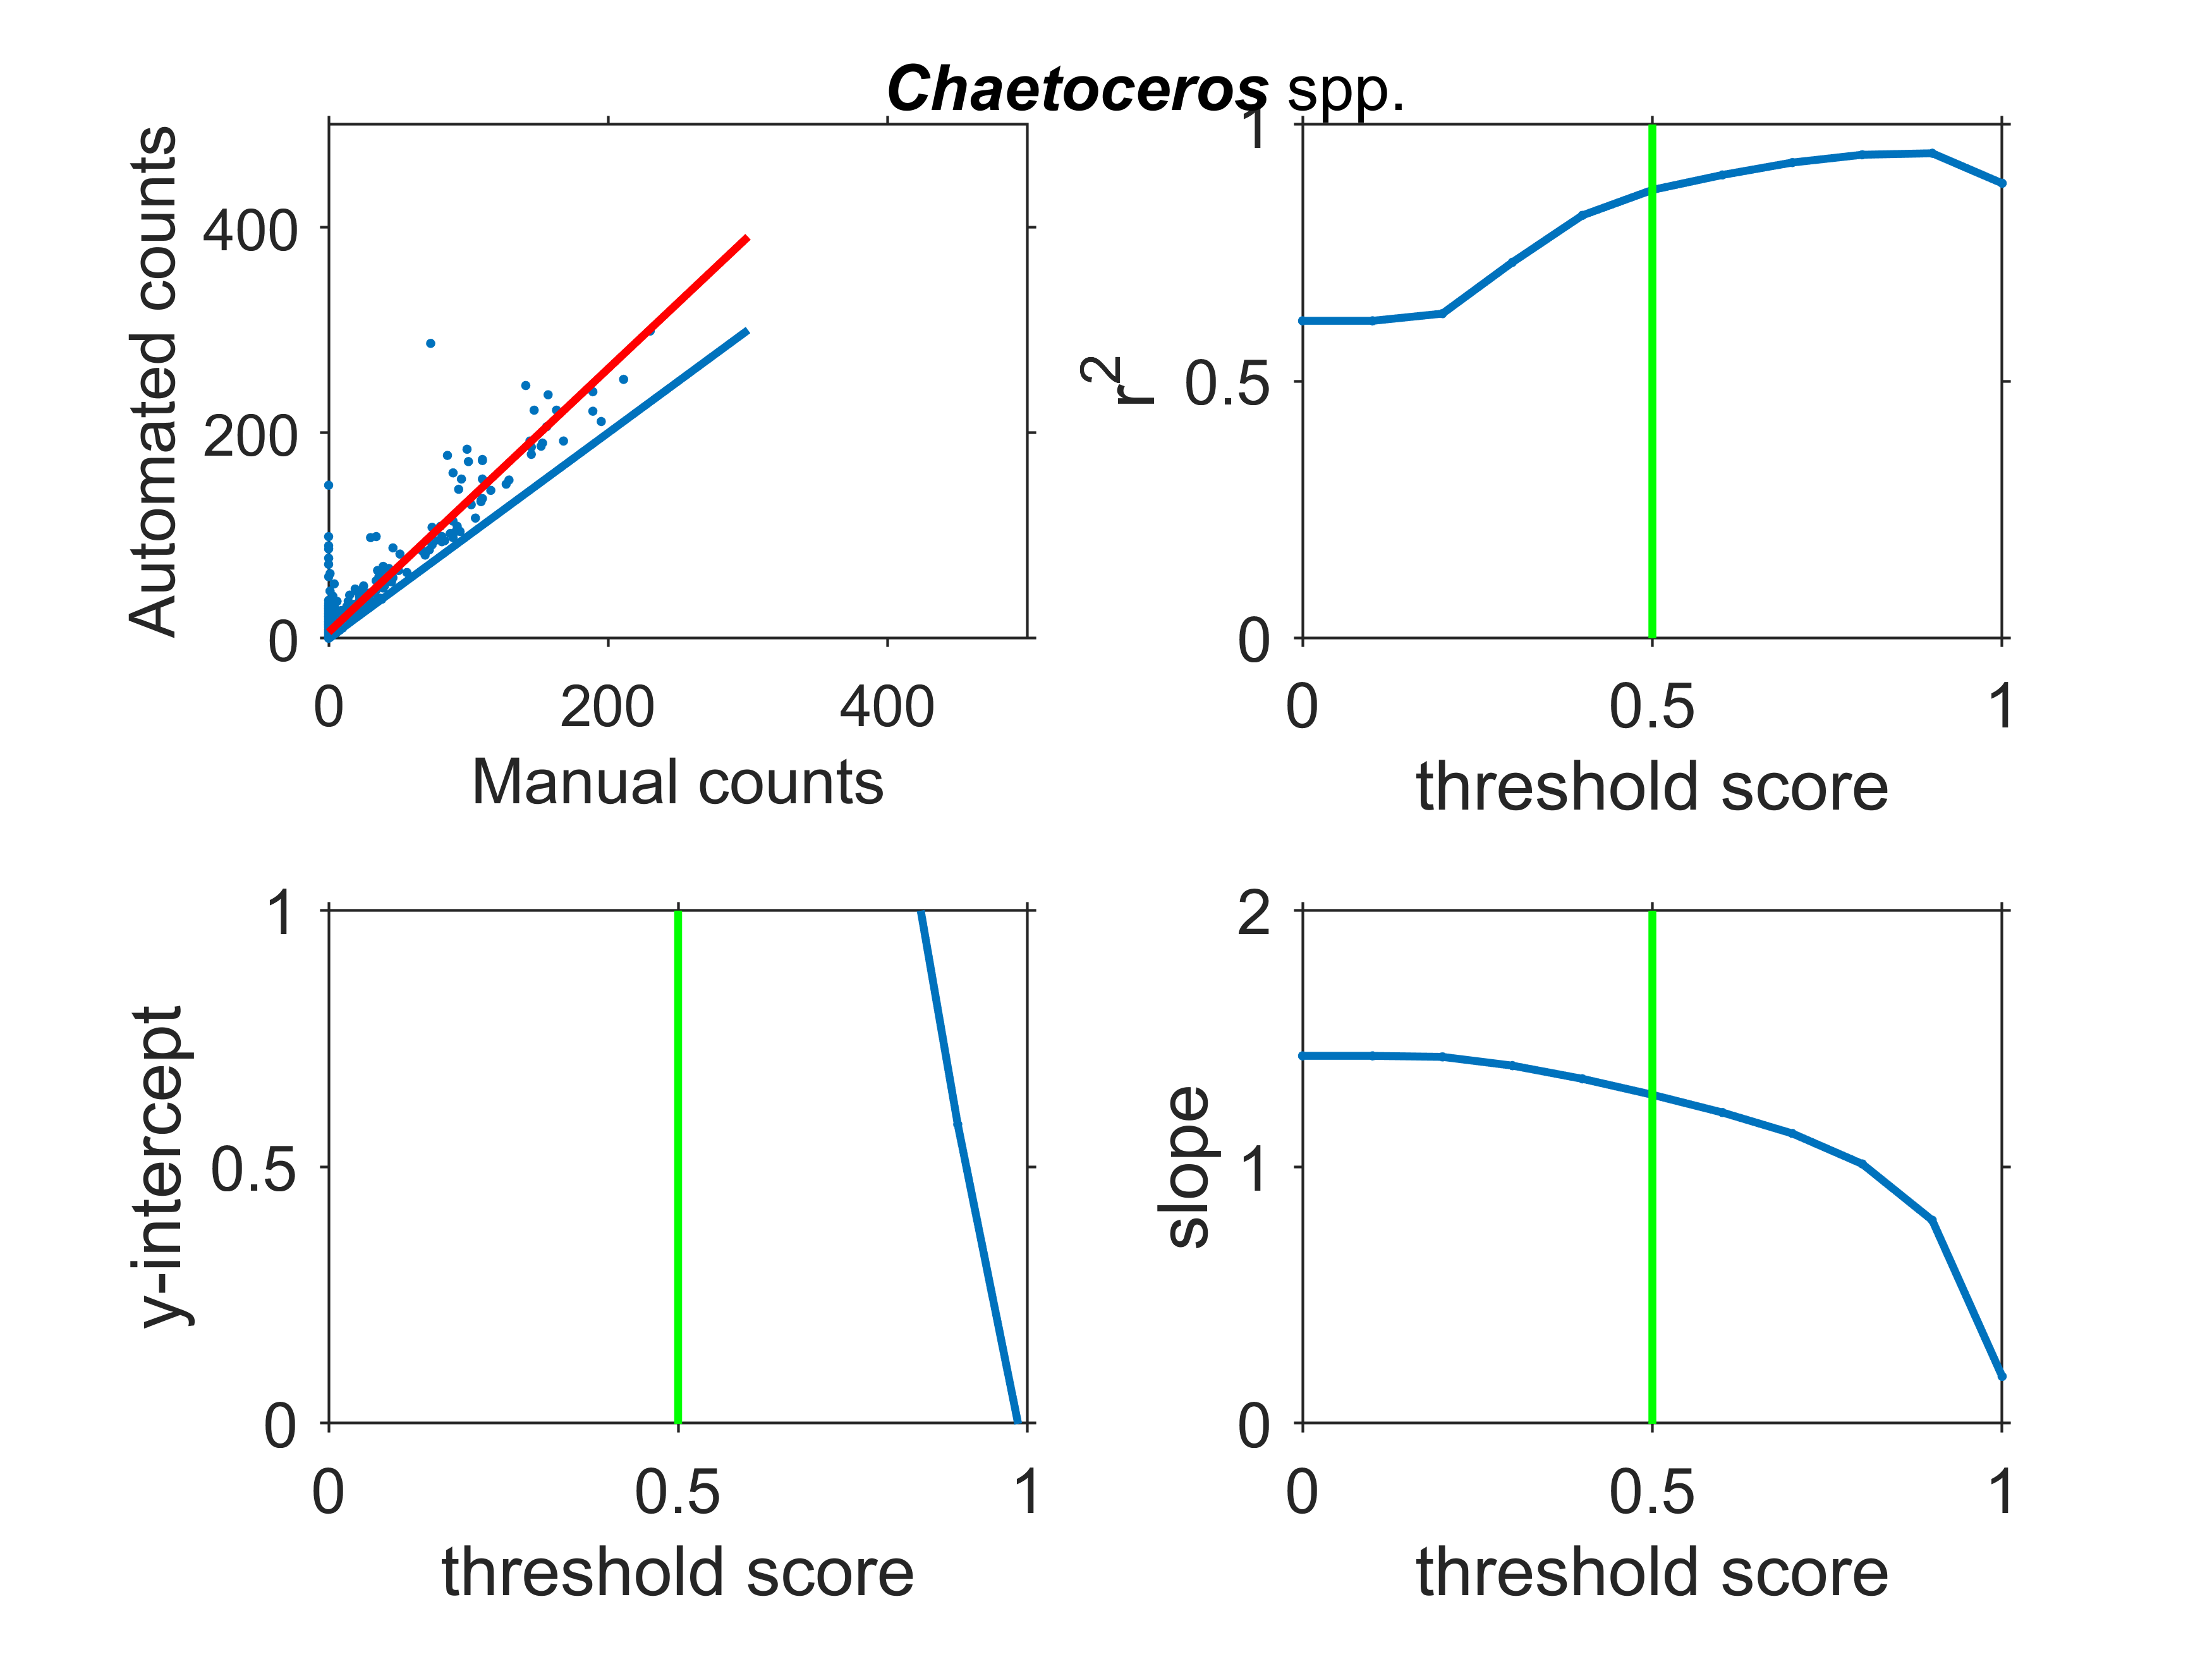 Chaetoceros spp.
Automated counts
400
200
0
0 200 400
Manual counts
r2
1
0.5
0
0 0.5 1
threshold score
y-intercept
1
0.5
0
0 0.5 1
threshold score
slope
2
1
0
0 0.5 1
threshold score